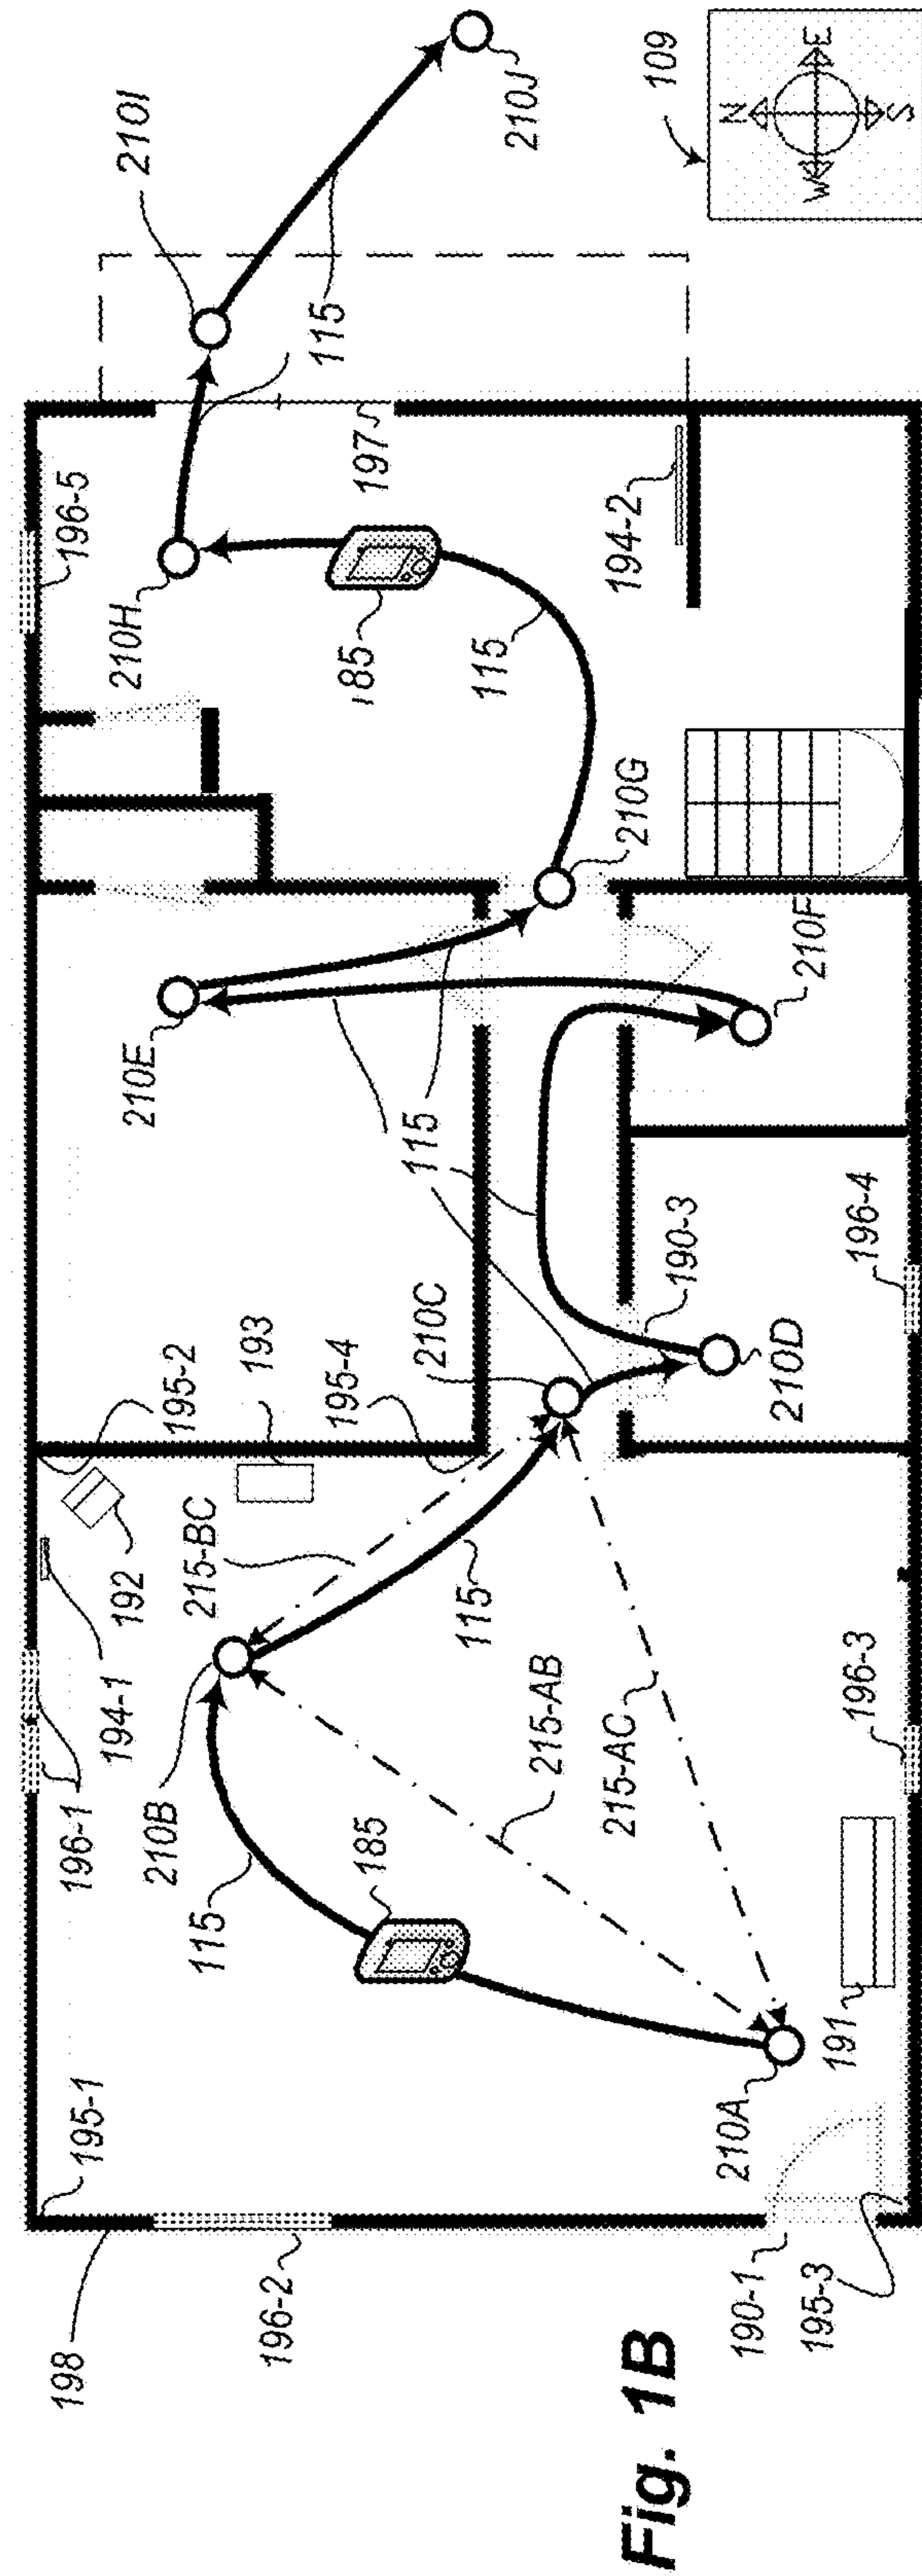 210I
210J
109
N
E
W
S
115
196-5
197
210H
185
115
194-2
210G
210E
210F
115
190-3
196-4
210C
193
195-4
195-2
210D
192
215-BC
115
194-1
196-1
210B
215-AB
215-AC
196-3
185
115
191
195-1
210A
198
196-2
190-1
195-3
Fig. 1B